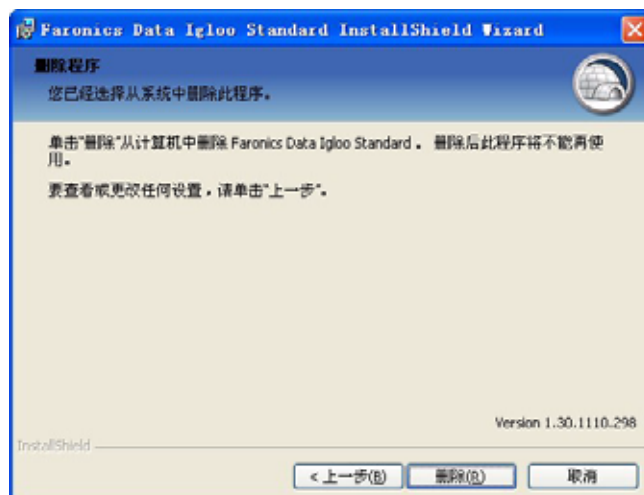 Faronics Data Igloo Standard InstallShield Wizard
删除程序
您已经选择从系统中删除此程序。
单击"删除"从计算机中删除 Faronics Data Igloo Standard。 删除后此程序将不能再使
用。
要查看或更改任何设置，请单击"上一步"。
Version 1.30.1110.298
InstallShield
< 上一步(B) 删除(R) 取消